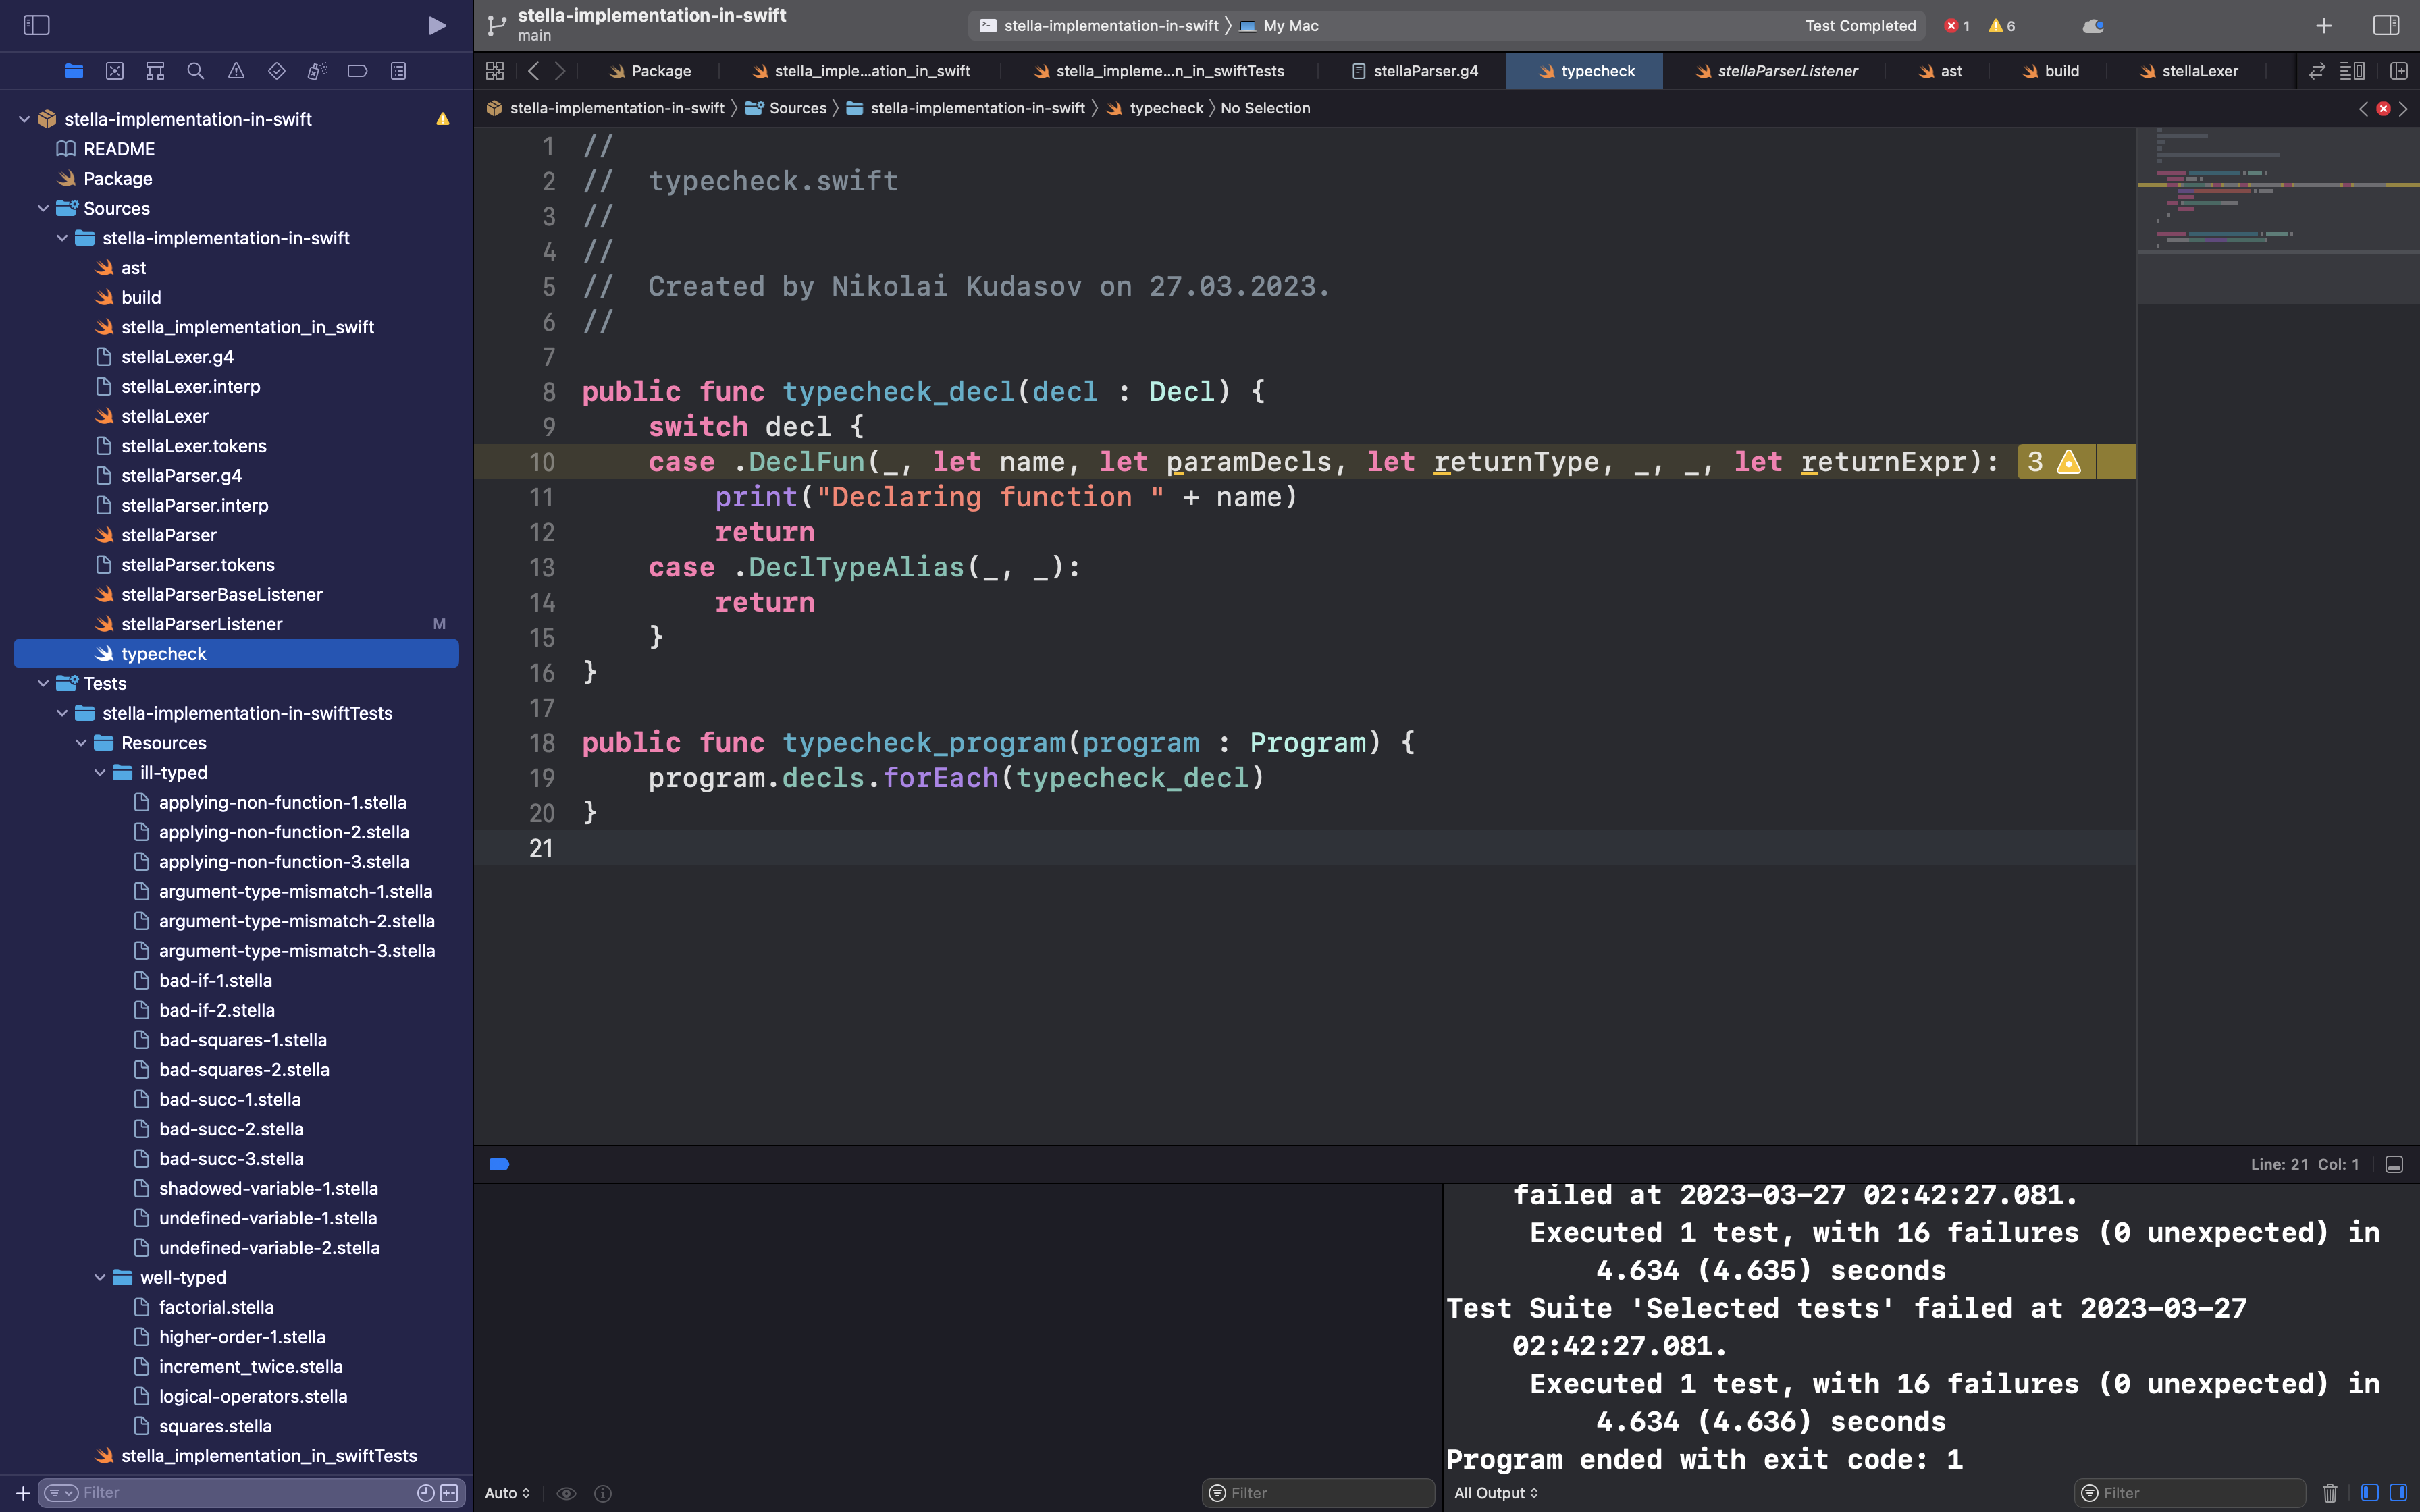 stella-implementation-in-swift
main
stella-implementation-in-swift My Mac
Test Completed
1
6
Package
stella_imple...ation_in_swift
stella_impleme...n_in_swiftTests
stellaParser.g4
typecheck
stellaParserListener
ast
build
stellaLexer
stella-implementation-in-swift Sources stella-implementation-in-swift typecheck No Selection
stella-implementation-in-swift
README
Package
Sources
stella-implementation-in-swift
ast
build
stella_implementation_in_swift
stellaLexer.g4
stellaLexer.interp
stellaLexer
stellaLexer.tokens
stellaParser.g4
stellaParser.interp
stellaParser
stellaParser.tokens
stellaParserBaseListener
stellaParserListener M
typecheck
Tests
stella-implementation-in-swiftTests
Resources
ill-typed
applying-non-function-1.stella
applying-non-function-2.stella
applying-non-function-3.stella
argument-type-mismatch-1.stella
argument-type-mismatch-2.stella
argument-type-mismatch-3.stella
bad-if-1.stella
bad-if-2.stella
bad-squares-1.stella
bad-squares-2.stella
bad-succ-1.stella
bad-succ-2.stella
bad-succ-3.stella
shadowed-variable-1.stella
undefined-variable-1.stella
undefined-variable-2.stella
well-typed
factorial.stella
higher-order-1.stella
increment_twice.stella
logical-operators.stella
squares.stella
stella_implementation_in_swiftTests
Filter
1 //
2 //  typecheck.swift
3 //
4 //
5 //  Created by Nikolai Kudasov on 27.03.2023.
6 //
7
8 public func typecheck_decl(decl : Decl) {
9     switch decl {
10     case .DeclFun(_, let name, let paramDecls, let returnType, _, _, let returnExpr): 3
11         print("Declaring function " + name)
12         return
13     case .DeclTypeAlias(_, _):
14         return
15     }
16 }
17
18 public func typecheck_program(program : Program) {
19     program.decls.forEach(typecheck_decl)
20 }
21
Line: 21 Col: 1
failed at 2023-03-27 02:42:27.081.
Executed 1 test, with 16 failures (0 unexpected) in
4.634 (4.635) seconds
Test Suite 'Selected tests' failed at 2023-03-27
02:42:27.081.
Executed 1 test, with 16 failures (0 unexpected) in
4.634 (4.636) seconds
Program ended with exit code: 1
Auto
Filter
All Output
Filter